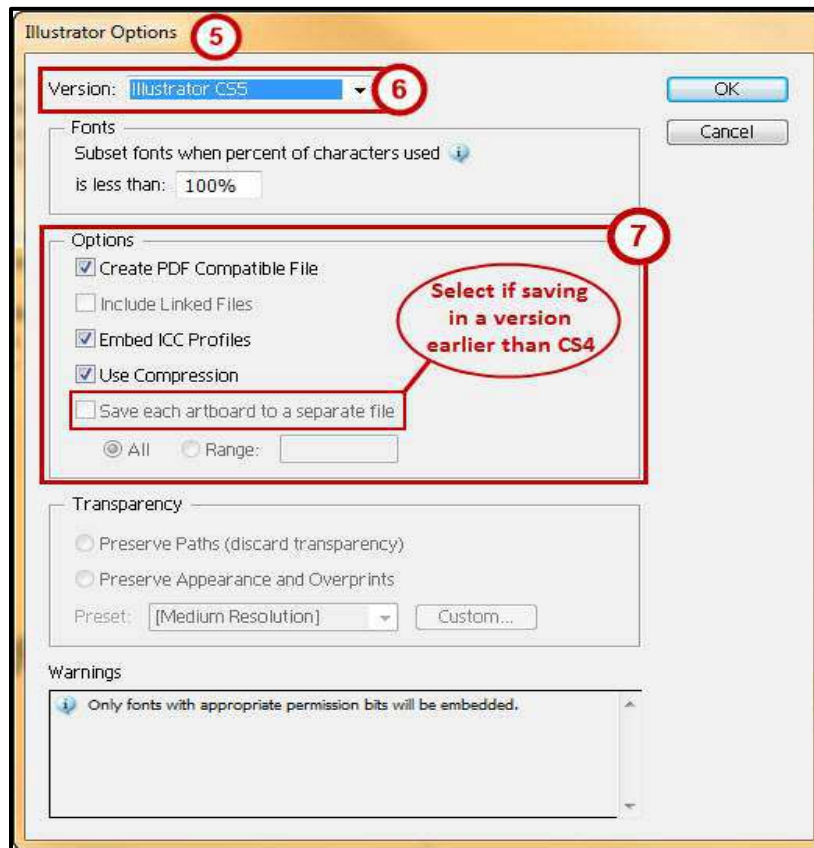 Illustrator Options 5
Version: Illustrator CS5 6
OK
Cancel
Fonts
Subset fonts when percent of characters used
is less than: 100%
7
Options
Create PDF Compatible File
Include Linked Files
Embed ICC Profiles
Use Compression
Save each artboard to a separate file
All Range:
Select if saving
in a version
earlier than CS4
Transparency
Preserve Paths (discard transparency)
Preserve Appearance and Overprints
Preset: [Medium Resolution] Custom...
Warnings
Only fonts with appropriate permission bits will be embedded.